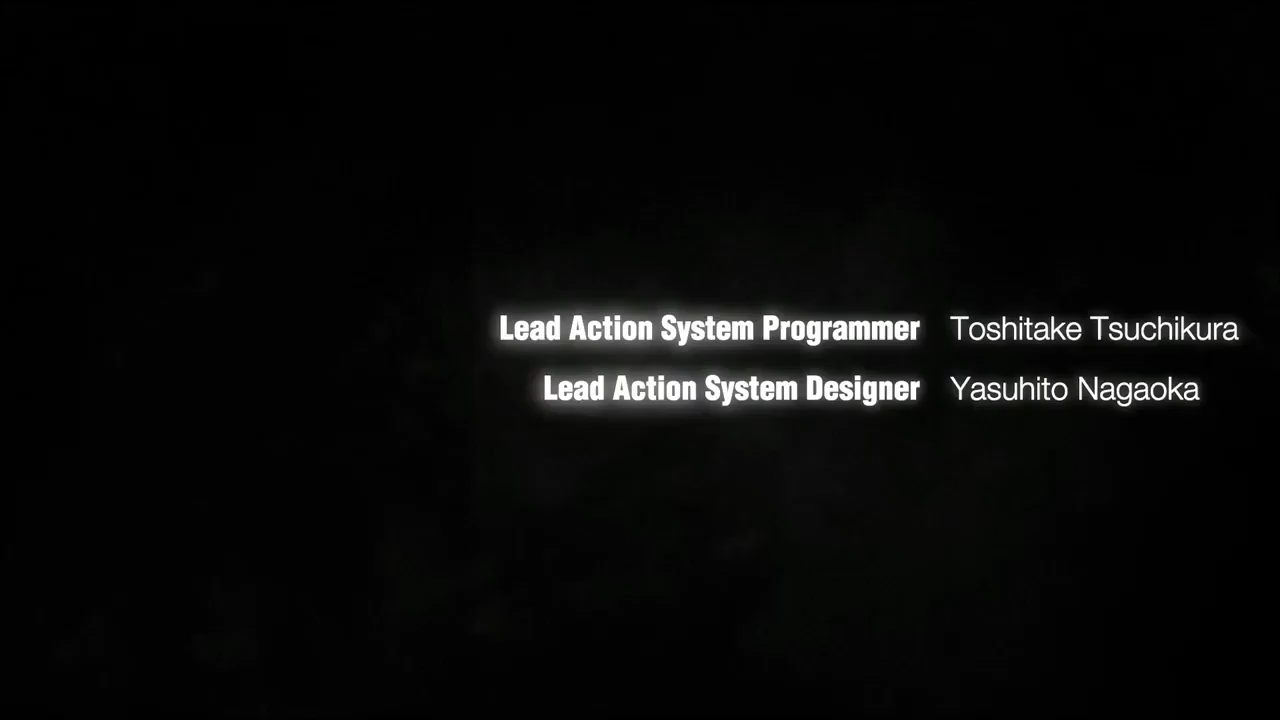 Lead Action System Programmer Toshitake Tsuchikura
Lead Action System Designer Yasuhito Nagaoka